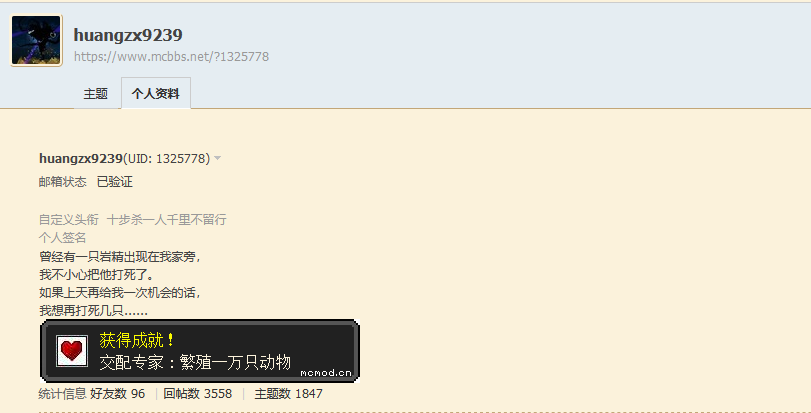 huangzx9239
https://www.mcbbs.net/?1325778
主题 个人资料
huangzx9239(UID: 1325778)
邮箱状态 已验证
自定义头衔 十步杀一人千里不留行
个人签名
曾经有一只岩精出现在我家旁，
我不小心把他打死了。
如果上天再给我一次机会的话，
我想再打死几只......
获得成就！
交配专家：繁殖一万只动物
mcmod.cn
统计信息 好友数 96 | 回帖数 3558 | 主题数 1847